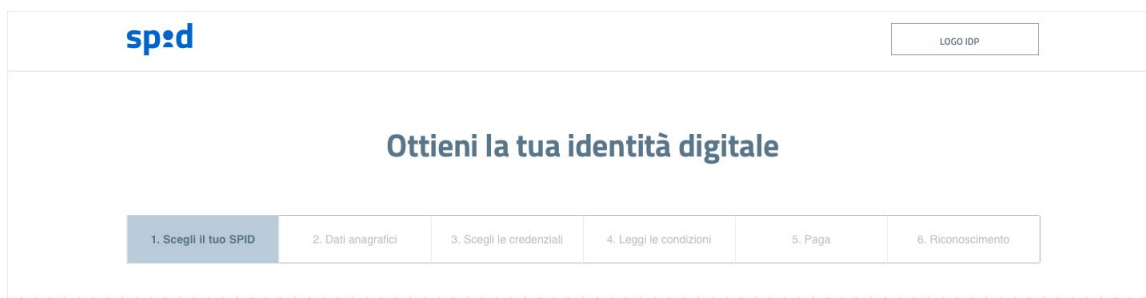 spid
LOGO IDP
Ottieni la tua identità digitale
1. Scegli il tuo SPID
2. Dati anagrafici
3. Scegli le credenziali
4. Leggi le condizioni
5. Paga
6. Riconoscimento